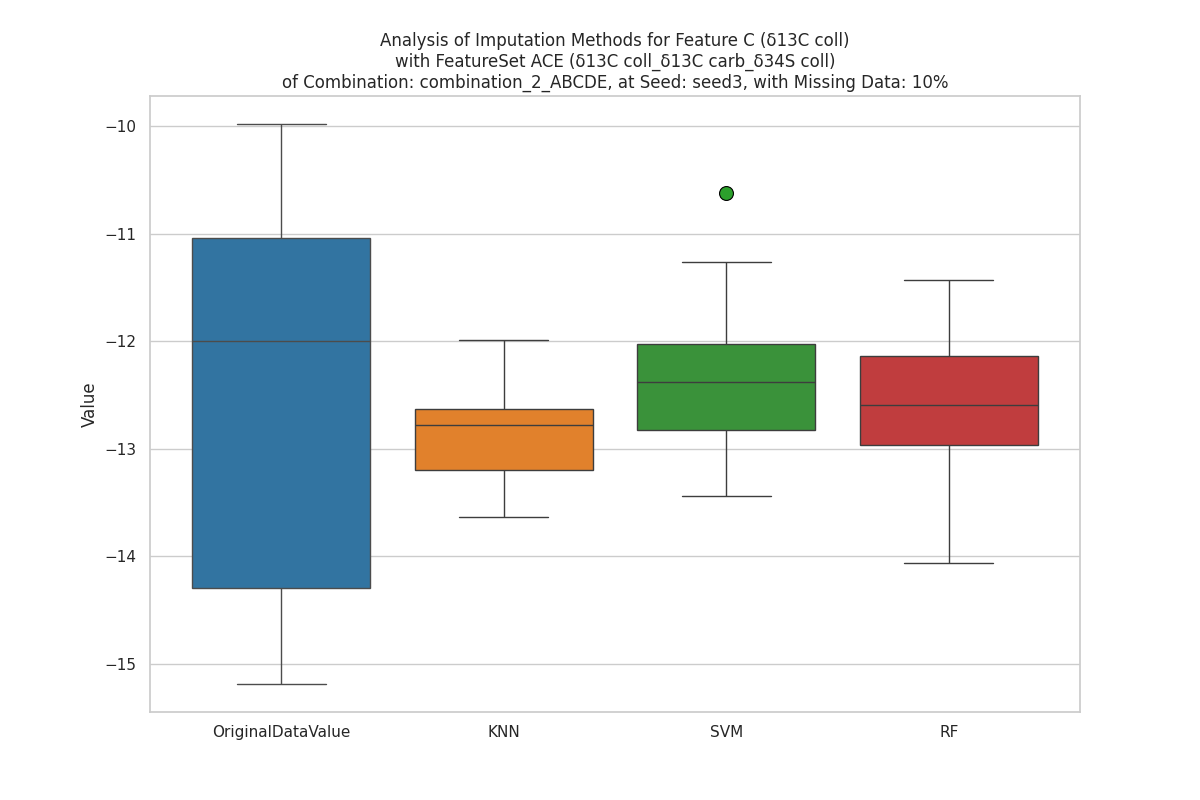 Analysis of Imputation Methods for Feature C (δ13C coll)
with FeatureSet ACE (δ13C coll_δ13C carb_δ34S coll)
of Combination: combination_2_ABCDE, at Seed: seed3, with Missing Data: 10%
Value
−10
−11
−12
−13
−14
−15
OriginalDataValue
KNN
SVM
RF